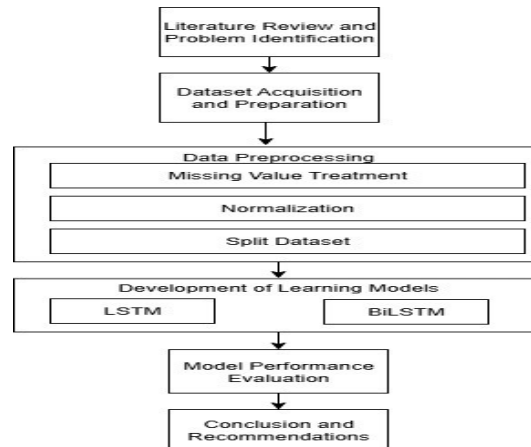 Literature Review and
Problem Identification
Dataset Acquisition
and Preparation
Data Preprocessing
Missing Value Treatment
Normalization
Split Dataset
Development of Learning Models
LSTM
BiLSTM
Model Performance
Evaluation
Conclusion and
Recommendations